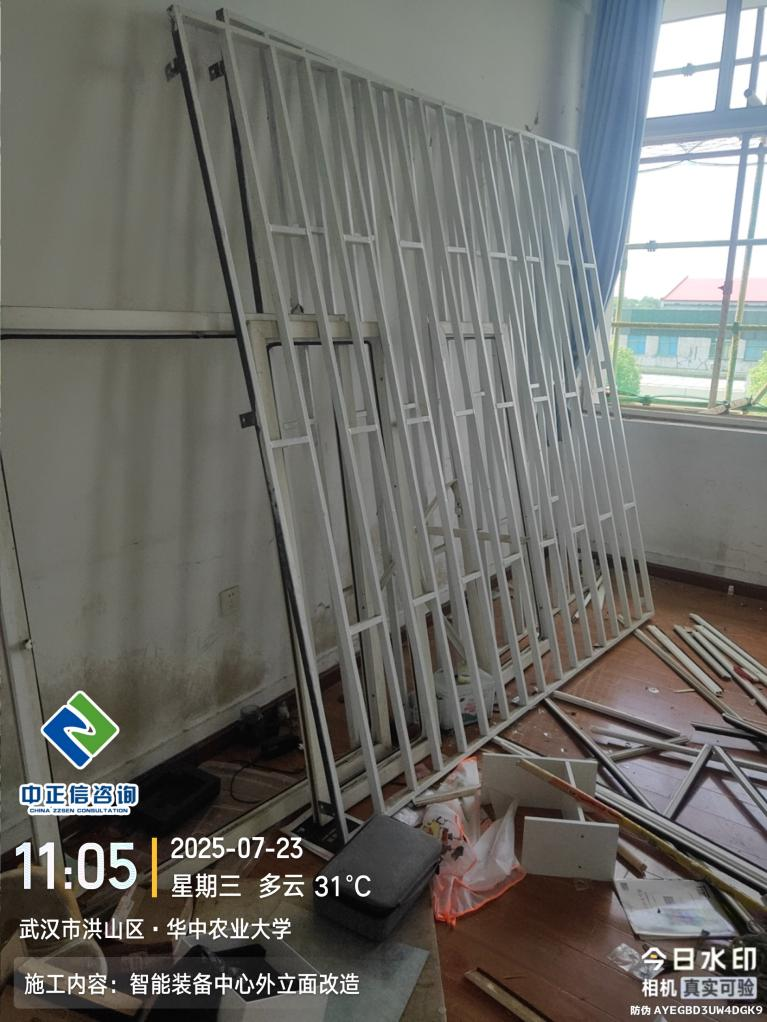 中正信咨询
CHINA ZZSEN CONSULTATION
11:05
2025-07-23
星期三 多云 31℃
武汉市洪山区·华中农业大学
施工内容：智能装备中心外立面改造
今日水印
相机 真实可验
防伪 AYEGBD3UW4DGK9